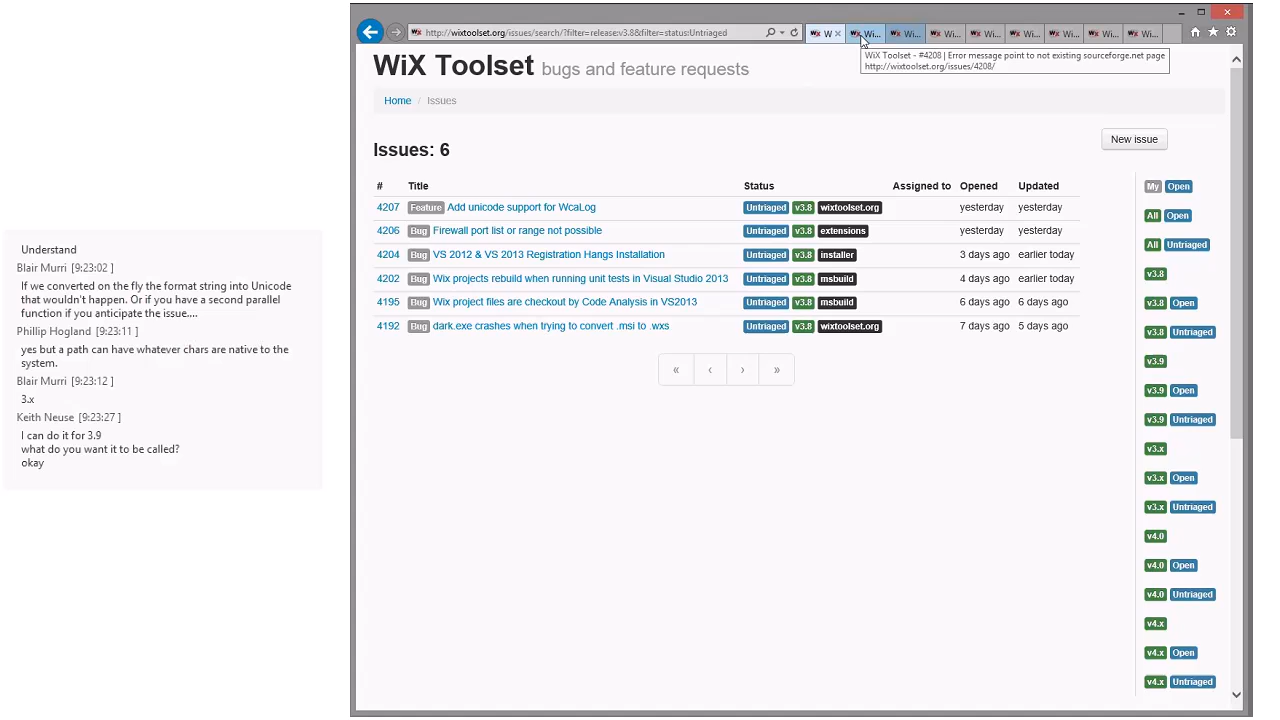 Understand
Blair Murri [9:23:02 ]
If we converted on the fly the format string into Unicode
that wouldn't happen. Or if you have a second parallel
function if you anticipate the issue....
Phillip Hogland [9:23:11 ]
yes but a path can have whatever chars are native to the
system.
Blair Murri [9:23:12 ]
3.x
Keith Neuse [9:23:27 ]
I can do it for 3.9
what do you want it to be called?
okay
http://wixtoolset.org/issues/search/?filter=release:v3.8&filter=status:Untriaged
W Wi... Wi... Wi... Wi... Wi... Wi... Wi... Wi...
WiX Toolset - #4208 | Error message point to not existing sourceforge.net page
http://wixtoolset.org/issues/4208/
WiX Toolset bugs and feature requests
Home / Issues
Issues: 6
New issue
# Title Status Assigned to Opened Updated
4207 Feature Add unicode support for WcaLog Untriaged v3.8 wixtoolset.org yesterday yesterday
4206 Bug Firewall port list or range not possible Untriaged v3.8 extensions yesterday yesterday
4204 Bug VS 2012 & VS 2013 Registration Hangs Installation Untriaged v3.8 installer 3 days ago earlier today
4202 Bug Wix projects rebuild when running unit tests in Visual Studio 2013 Untriaged v3.8 msbuild 4 days ago earlier today
4195 Bug Wix project files are checkout by Code Analysis in VS2013 Untriaged v3.8 msbuild 6 days ago 6 days ago
4192 Bug dark.exe crashes when trying to convert .msi to .wxs Untriaged v3.8 wixtoolset.org 7 days ago 5 days ago
« ‹ › »
My Open
All Open
All Untriaged
v3.8
v3.8 Open
v3.8 Untriaged
v3.9
v3.9 Open
v3.9 Untriaged
v3.x
v3.x Open
v3.x Untriaged
v4.0
v4.0 Open
v4.0 Untriaged
v4.x
v4.x Open
v4.x Untriaged